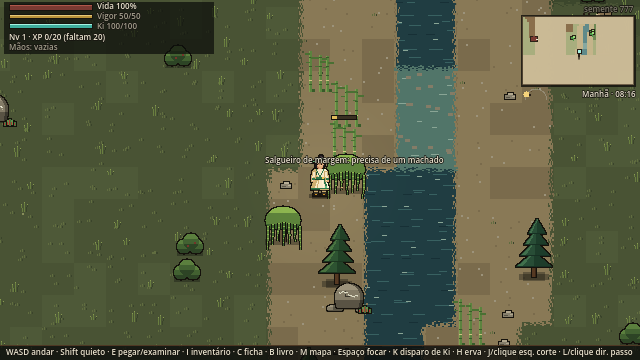 Vida 100%
Vigor 50/50
Ki 100/100
Nv 1 · XP 0/20 (faltam 20)
Mãos: vazias
semente 777
Manhã · 08:16
Salgueiro de margem: precisa de um machado
WASD andar · Shift quieto · E pegar/examinar · I inventário · C ficha · B livro · M mapa · Espaço focar · K disparo de Ki · H erva · J/clique esq. corte · L/clique dir. passo